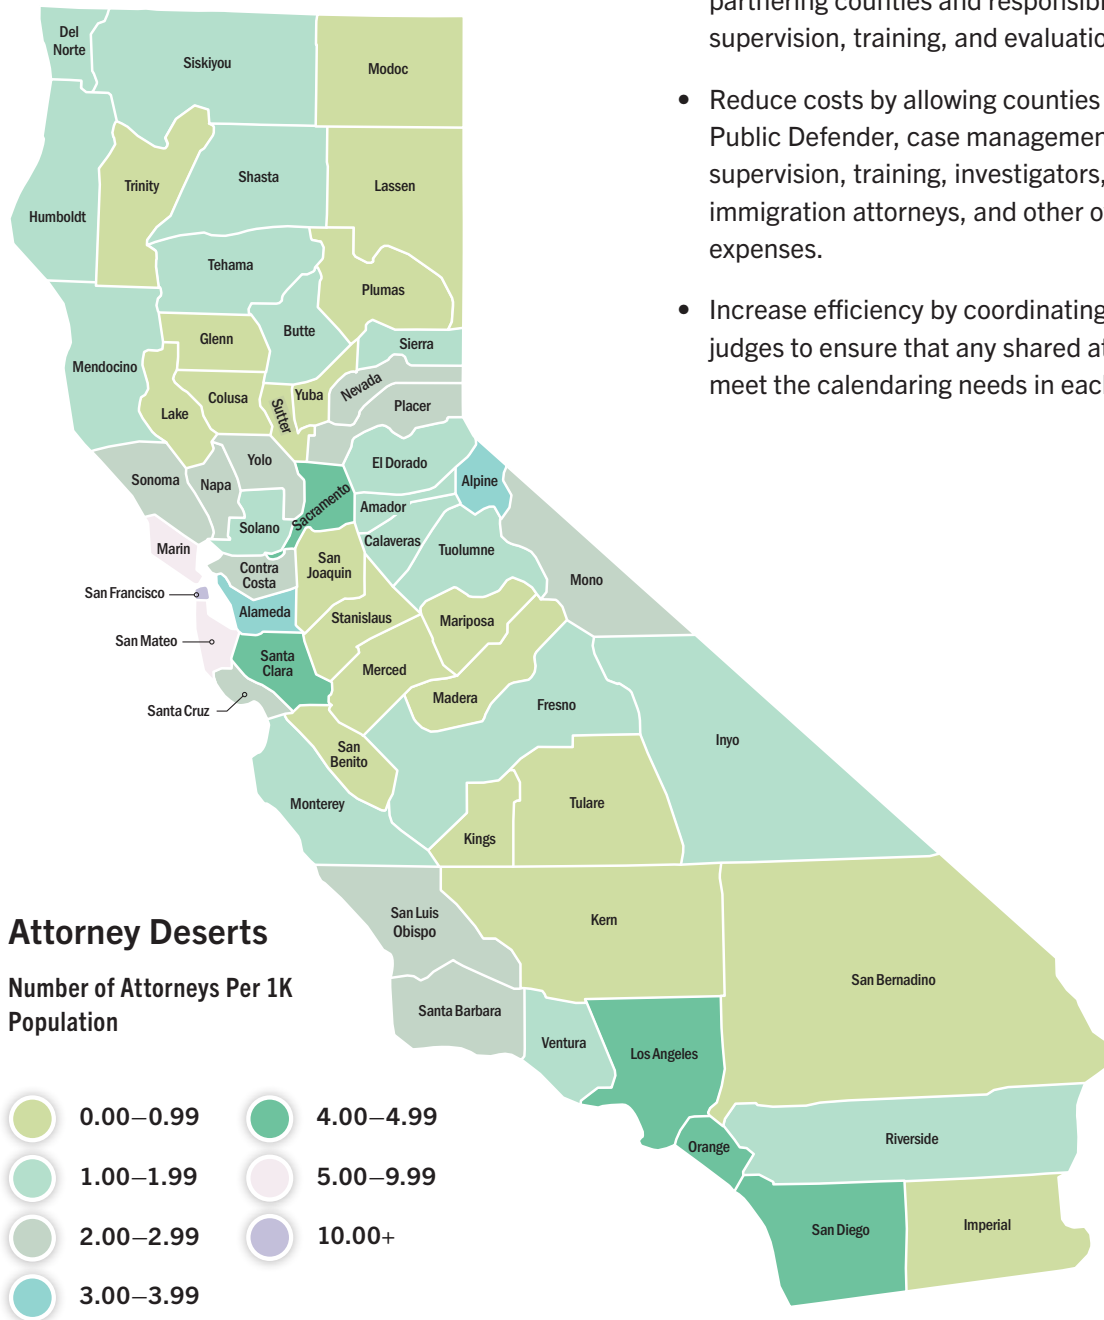 partnering counties and responsibl
supervision, training, and evaluatio
• Reduce costs by allowing counties
Public Defender, case managemen
supervision, training, investigators,
immigration attorneys, and other o
expenses.
• Increase efficiency by coordinating
judges to ensure that any shared at
meet the calendaring needs in eac
Del
Norte
Siskiyou
Modoc
Trinity
Shasta
Lassen
Humboldt
Tehama
Plumas
Glenn
Butte
Sierra
Mendocino
Nevada
Colusa
Yuba
Sutter
Placer
Lake
Yolo
El Dorado
Sonoma
Napa
Alpine
Sacramento
Amador
Solano
Calaveras
Tuolumne
Marin
San
Joaquin
Contra
Costa
Mono
San Francisco
Alameda
Stanislaus
Mariposa
San Mateo
Santa
Clara
Merced
Madera
Santa Cruz
Fresno
San
Benito
Inyo
Monterey
Tulare
Kings
San Luis
Obispo
Kern
San Bernadino
Santa Barbara
Ventura
Los Angeles
Orange
Riverside
San Diego
Imperial
Attorney Deserts
Number of Attorneys Per 1K
Population
0.00–0.99
4.00–4.99
1.00–1.99
5.00–9.99
2.00–2.99
10.00+
3.00–3.99